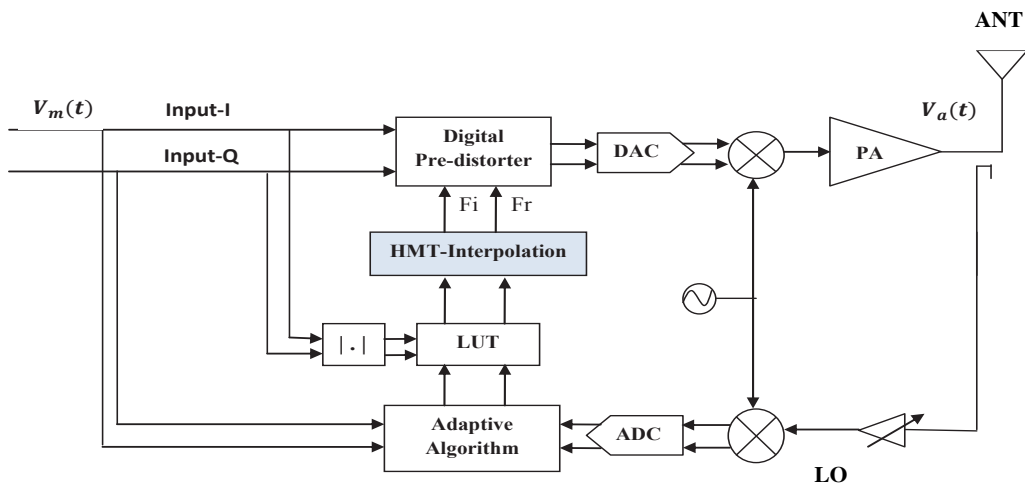 ANT
V_m(t)
Input-I
V_a(t)
Digital
Pre-distorter
DAC
PA
Input-Q
Fi
Fr
HMT-Interpolation
|.|
LUT
Adaptive
Algorithm
ADC
LO